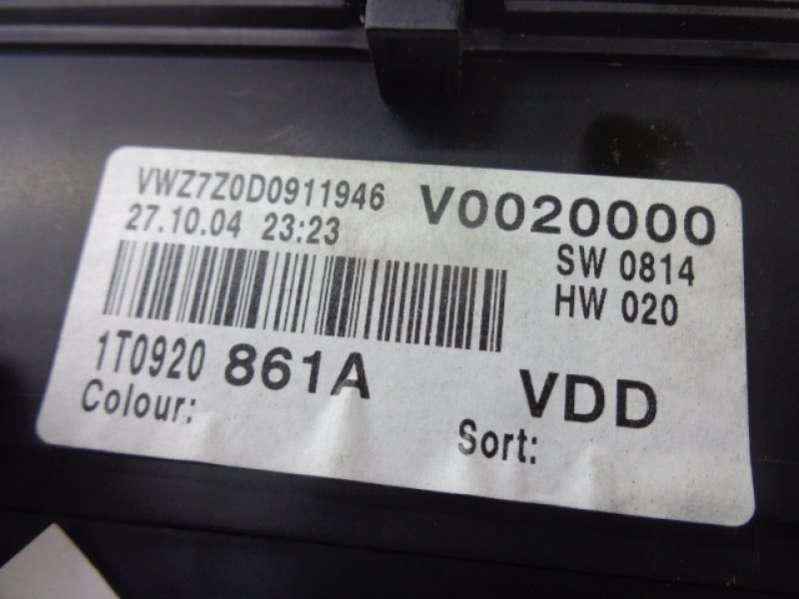 VWZ7Z0D0911946 V0020000
27.10.04 23:23 SW 0814
HW 020
1T0920 861A VDD
Colour: Sort: